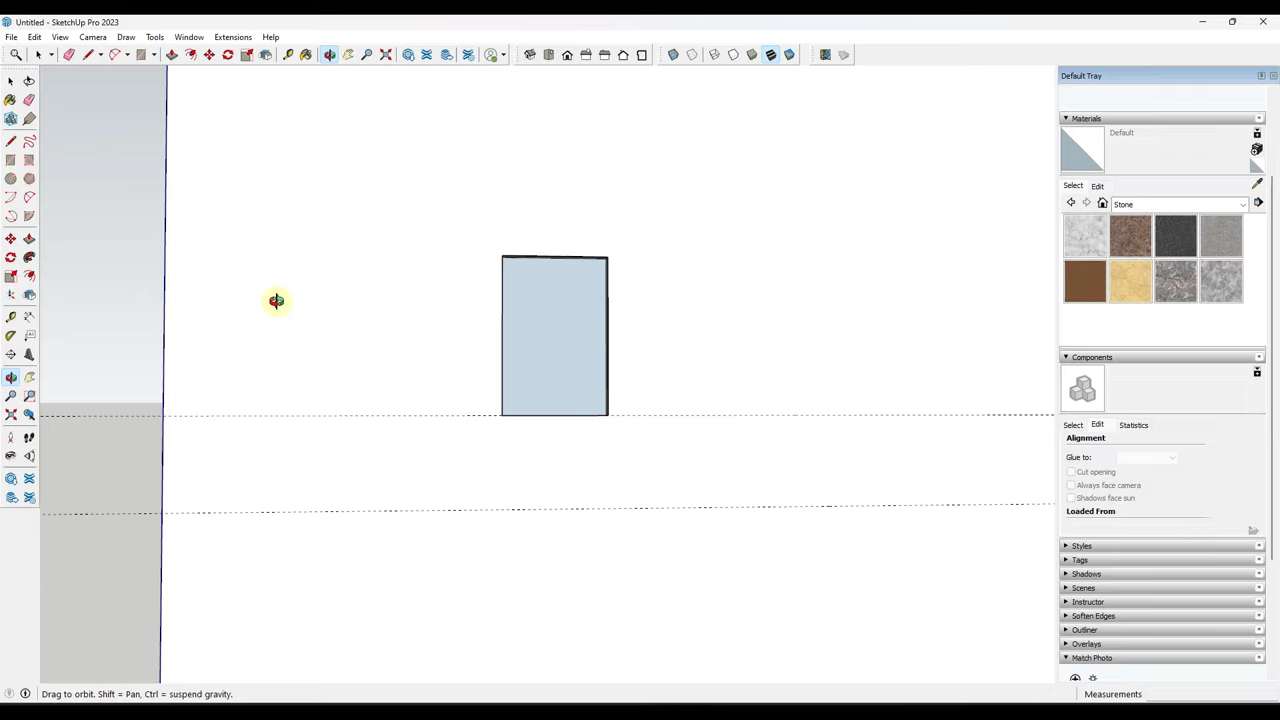 Untitled - SketchUp Pro 2023
File Edit View Camera Draw Tools Window Extensions Help
Default Tray
Materials
Default
Select Edit
Stone
Components
Select Edit Statistics
Alignment
Glue to:
Cut opening
Always face camera
Shadows face sun
Loaded From
Styles
Tags
Shadows
Scenes
Instructor
Soften Edges
Outliner
Overlays
Match Photo
Drag to orbit. Shift = Pan, Ctrl = suspend gravity.
Measurements